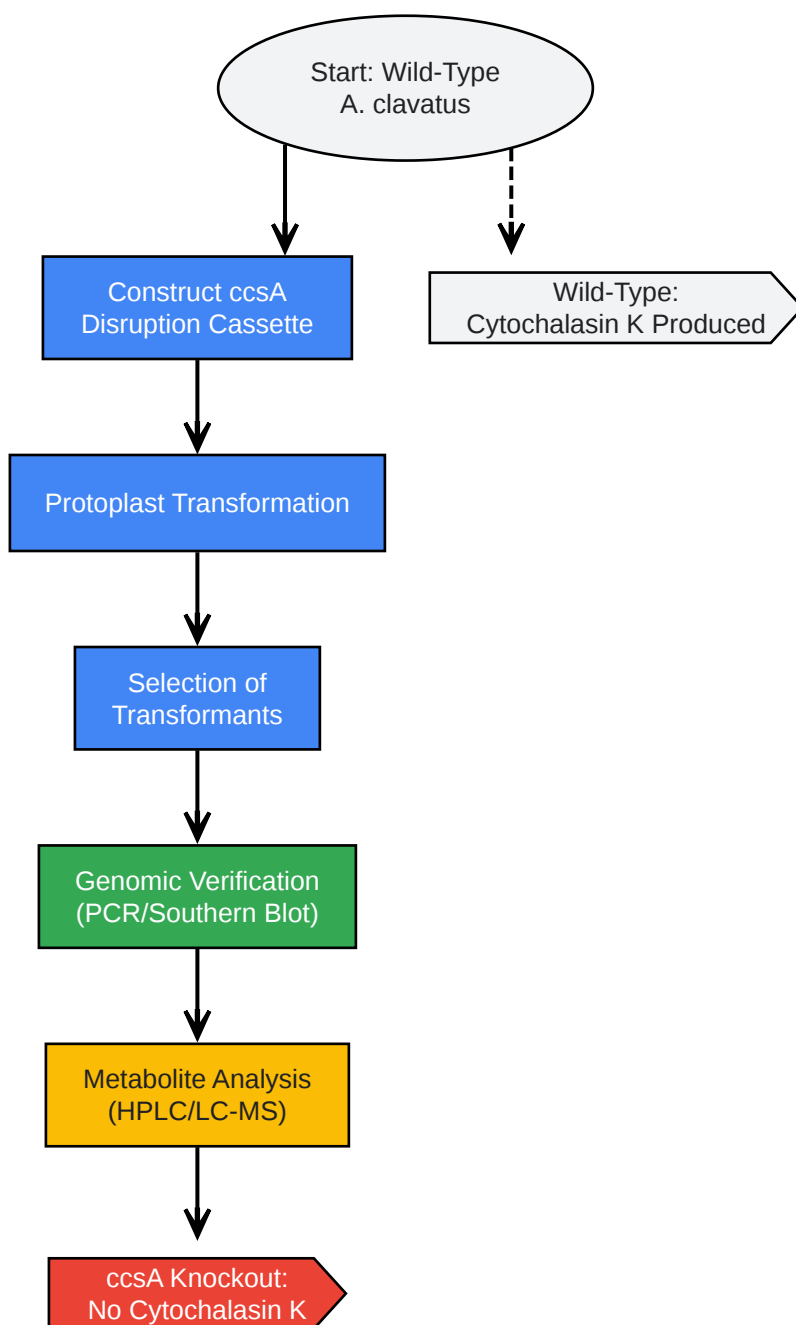 Start: Wild-Type
A. clavatus
Construct ccsA
Disruption Cassette
Wild-Type:
Cytochalasin K Produced
Protoplast Transformation
Selection of
Transformants
Genomic Verification
(PCR/Southern Blot)
Metabolite Analysis
(HPLC/LC-MS)
ccsA Knockout:
No Cytochalasin K